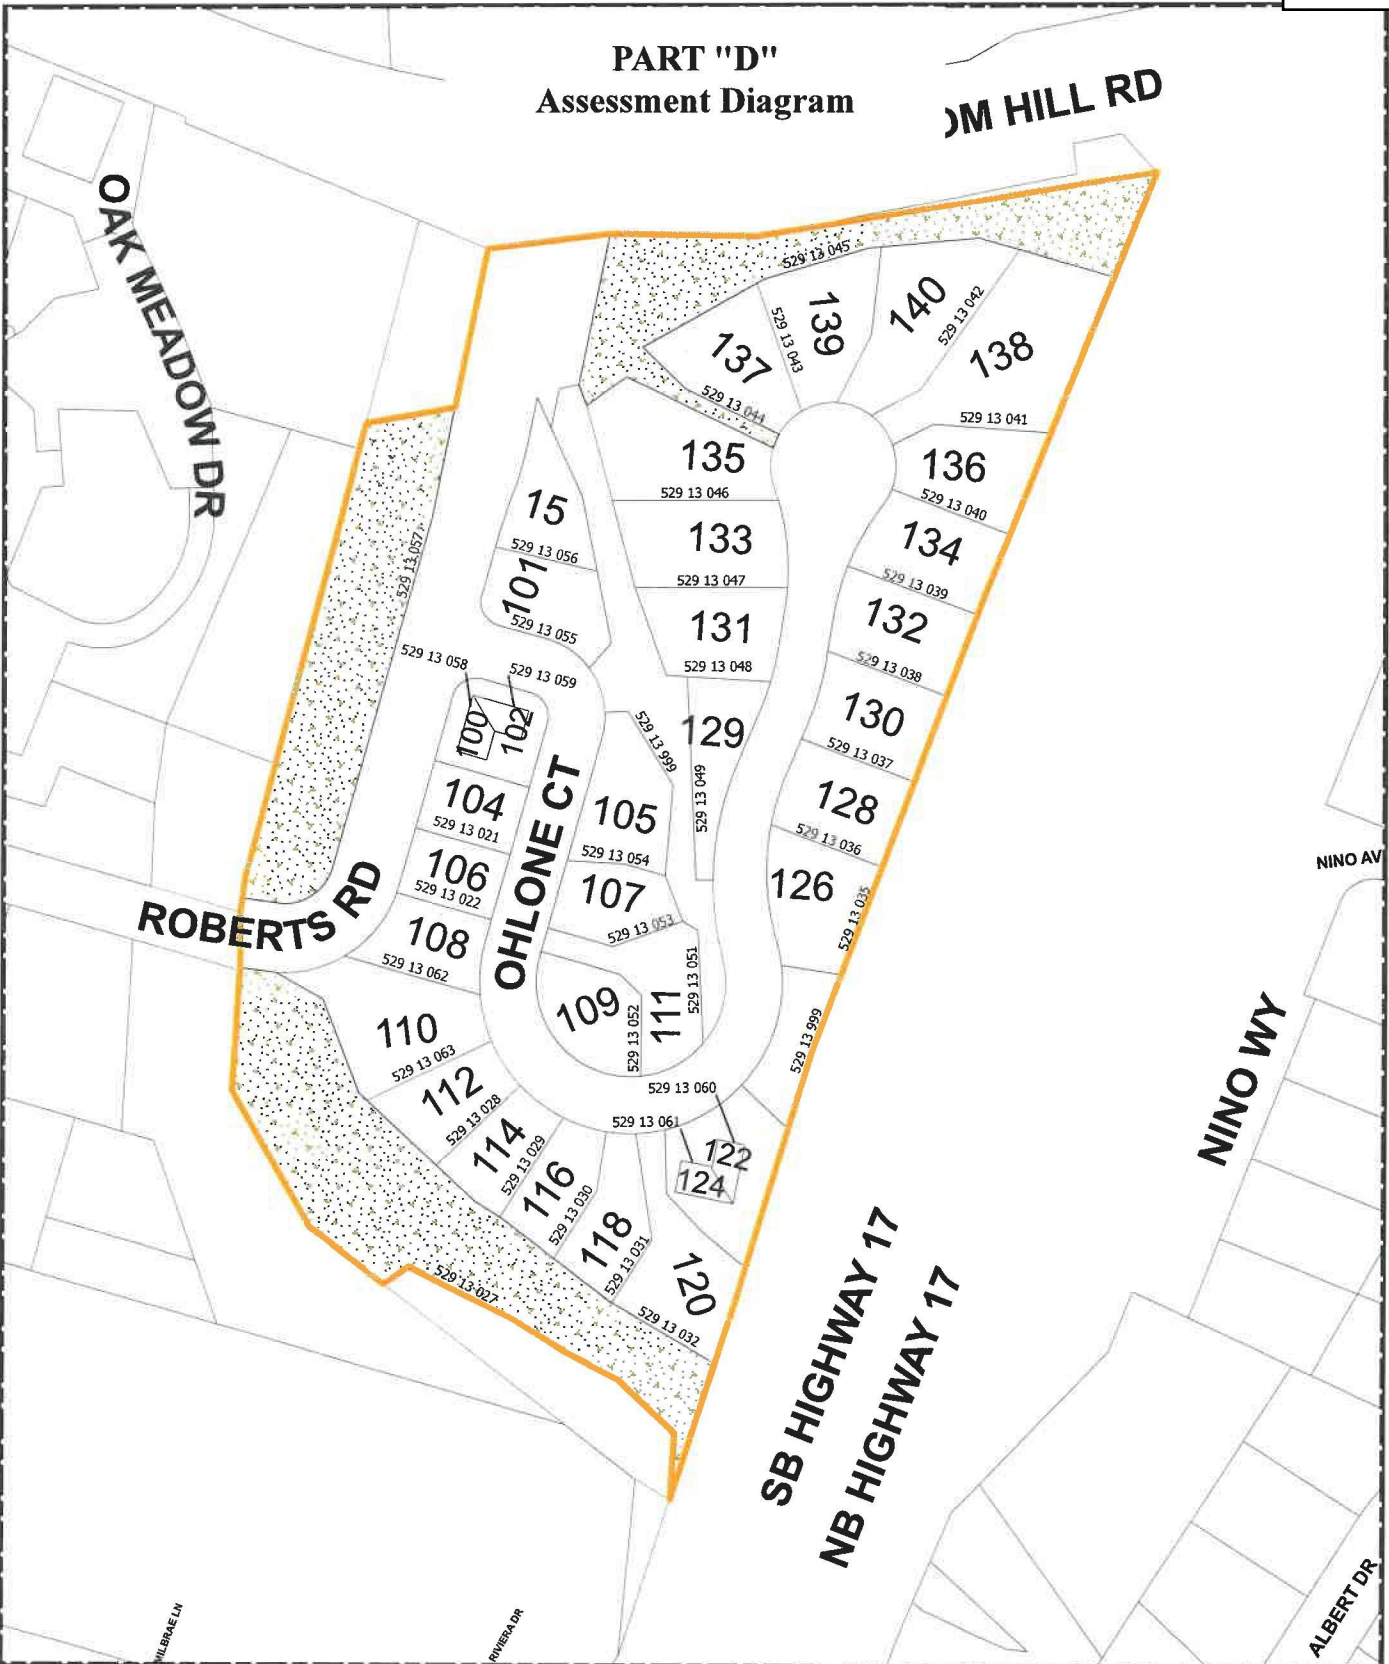 PART "D"
Assessment Diagram
OM HILL RD
OAK MEADOW DR
529 13 045
139
140
529 13 042
529 13 043
137
138
529 13 044
529 13 041
135
136
529 13 046
529 13 040
15
133
134
529 13 056
529 13 057
529 13 047
529 13 039
101
529 13 055
131
132
529 13 058
529 13 059
529 13 048
529 13 038
100
102
529 13 999
129
130
529 13 037
529 13 049
104
529 13 021
OHLONE CT
105
529 13 054
128
529 13 036
NINO AV
106
529 13 022
107
529 13 053
126
529 13 035
ROBERTS RD
108
529 13 062
109
529 13 052
111
529 13 051
529 13 999
110
529 13 063
NINO WY
112
529 13 028
529 13 060
529 13 061
114
529 13 029
122
124
116
529 13 030
118
529 13 031
120
529 13 027
529 13 032
SB HIGHWAY 17
NB HIGHWAY 17
RIVIERA DR
ALBERT DR